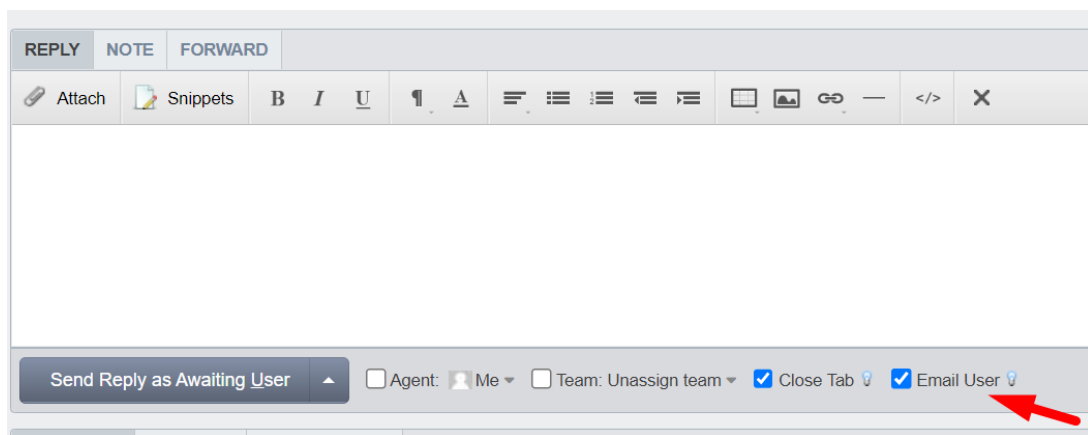 REPLY NOTE FORWARD
Attach Snippets B I U ¶ A </>
Send Reply as Awaiting User Agent: Me Team: Unassign team Close Tab Email User